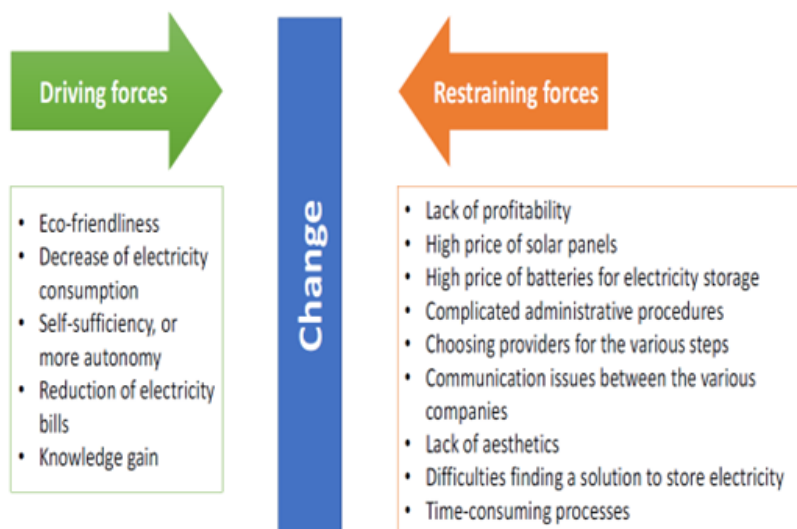 Driving forces
Change
Restraining forces
• Eco-friendliness
• Decrease of electricity
consumption
• Self-sufficiency, or
more autonomy
• Reduction of electricity
bills
• Knowledge gain
• Lack of profitability
• High price of solar panels
• High price of batteries for electricity storage
• Complicated administrative procedures
• Choosing providers for the various steps
• Communication issues between the various
companies
• Lack of aesthetics
• Difficulties finding a solution to store electricity
• Time-consuming processes